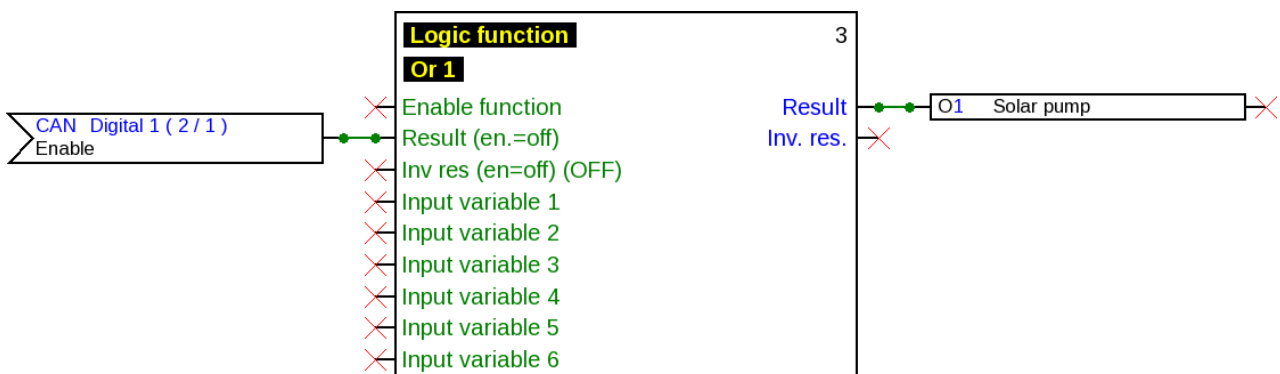 Logic function 3
Or 1
Enable function Result O1 Solar pump
CAN Digital 1 ( 2 / 1 )
Enable
Result (en.=off) Inv. res.
Inv res (en=off) (OFF)
Input variable 1
Input variable 2
Input variable 3
Input variable 4
Input variable 5
Input variable 6